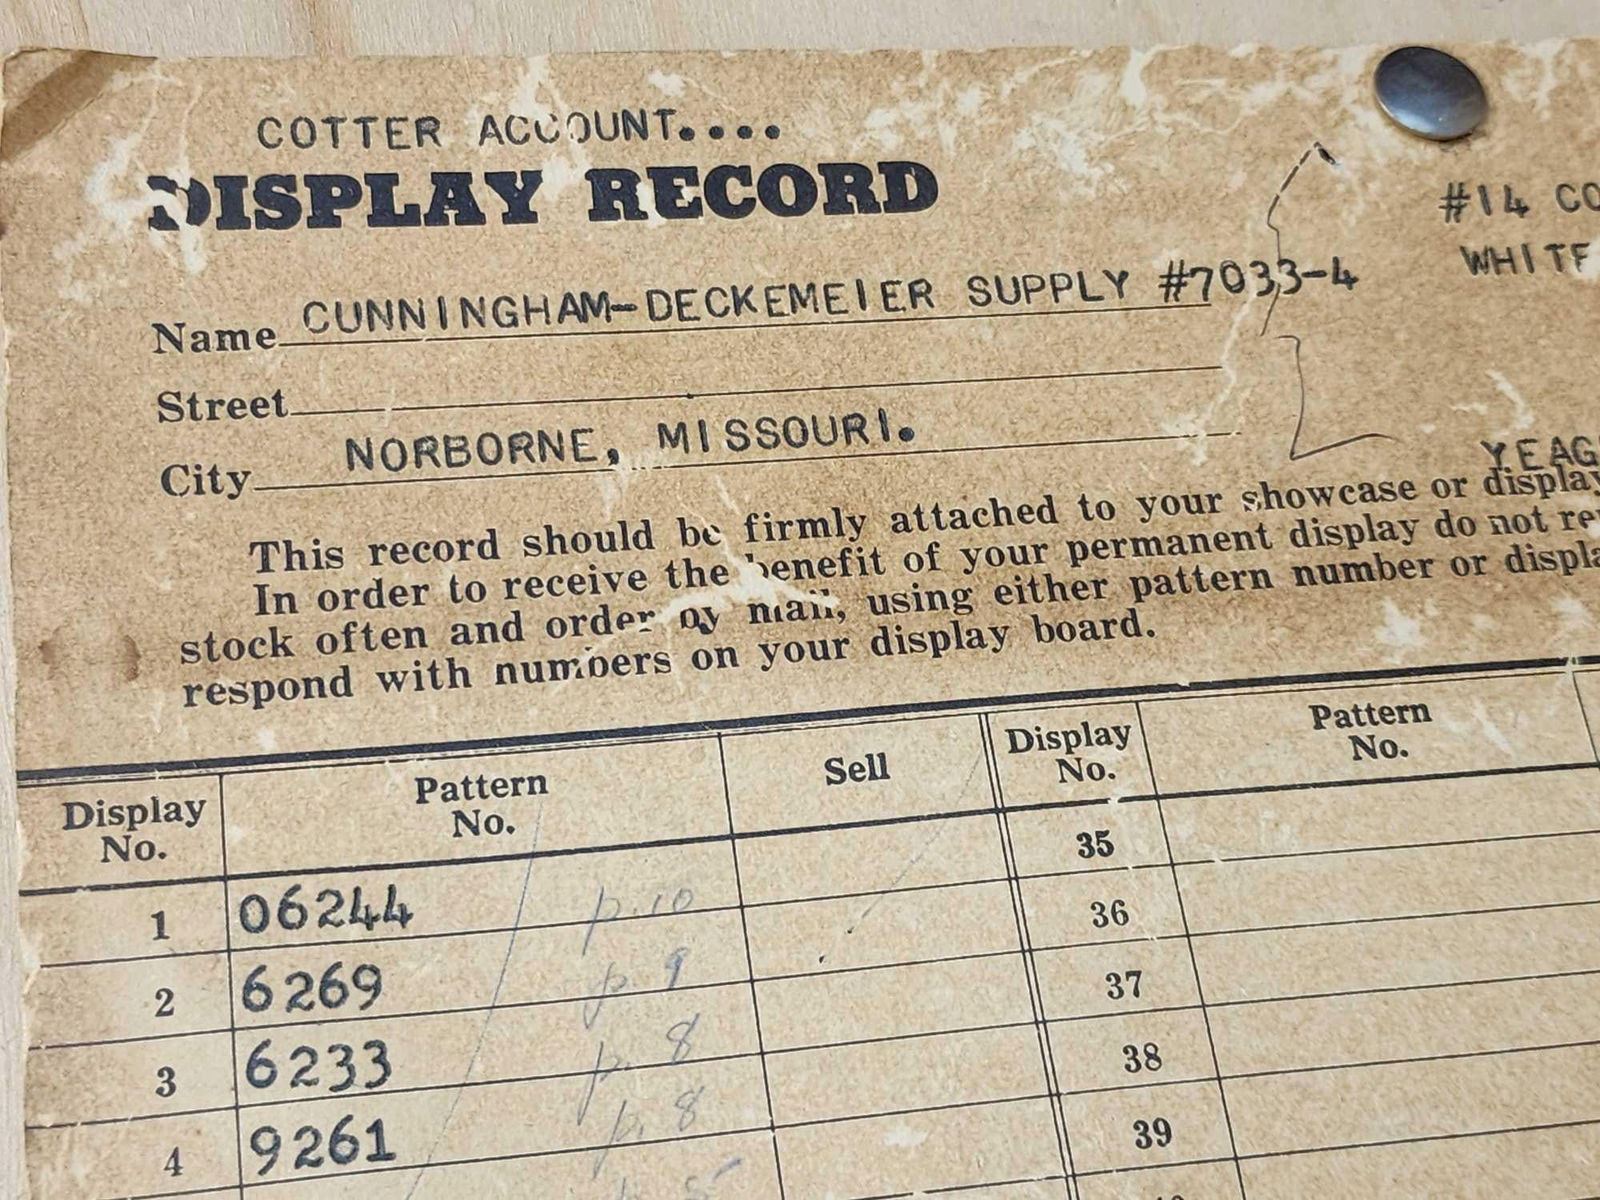 COTTER ACCOUNT....
DISPLAY RECORD
#14 CO
WHITE
Name CUNNINGHAM-DECKEMEIER SUPPLY #7033-4
Street
City NORBORNE, MISSOURI.
YEAG
This record should be firmly attached to your showcase or display
In order to receive the benefit of your permanent display do not re
stock often and order by mail, using either pattern number or displa
respond with numbers on your display board.
Display No. Pattern No. Sell Display No. Pattern No.
1 06244 p. 10 35
2 6269 p. 9 36
3 6233 p. 8 37
4 9261 p. 8 38
39